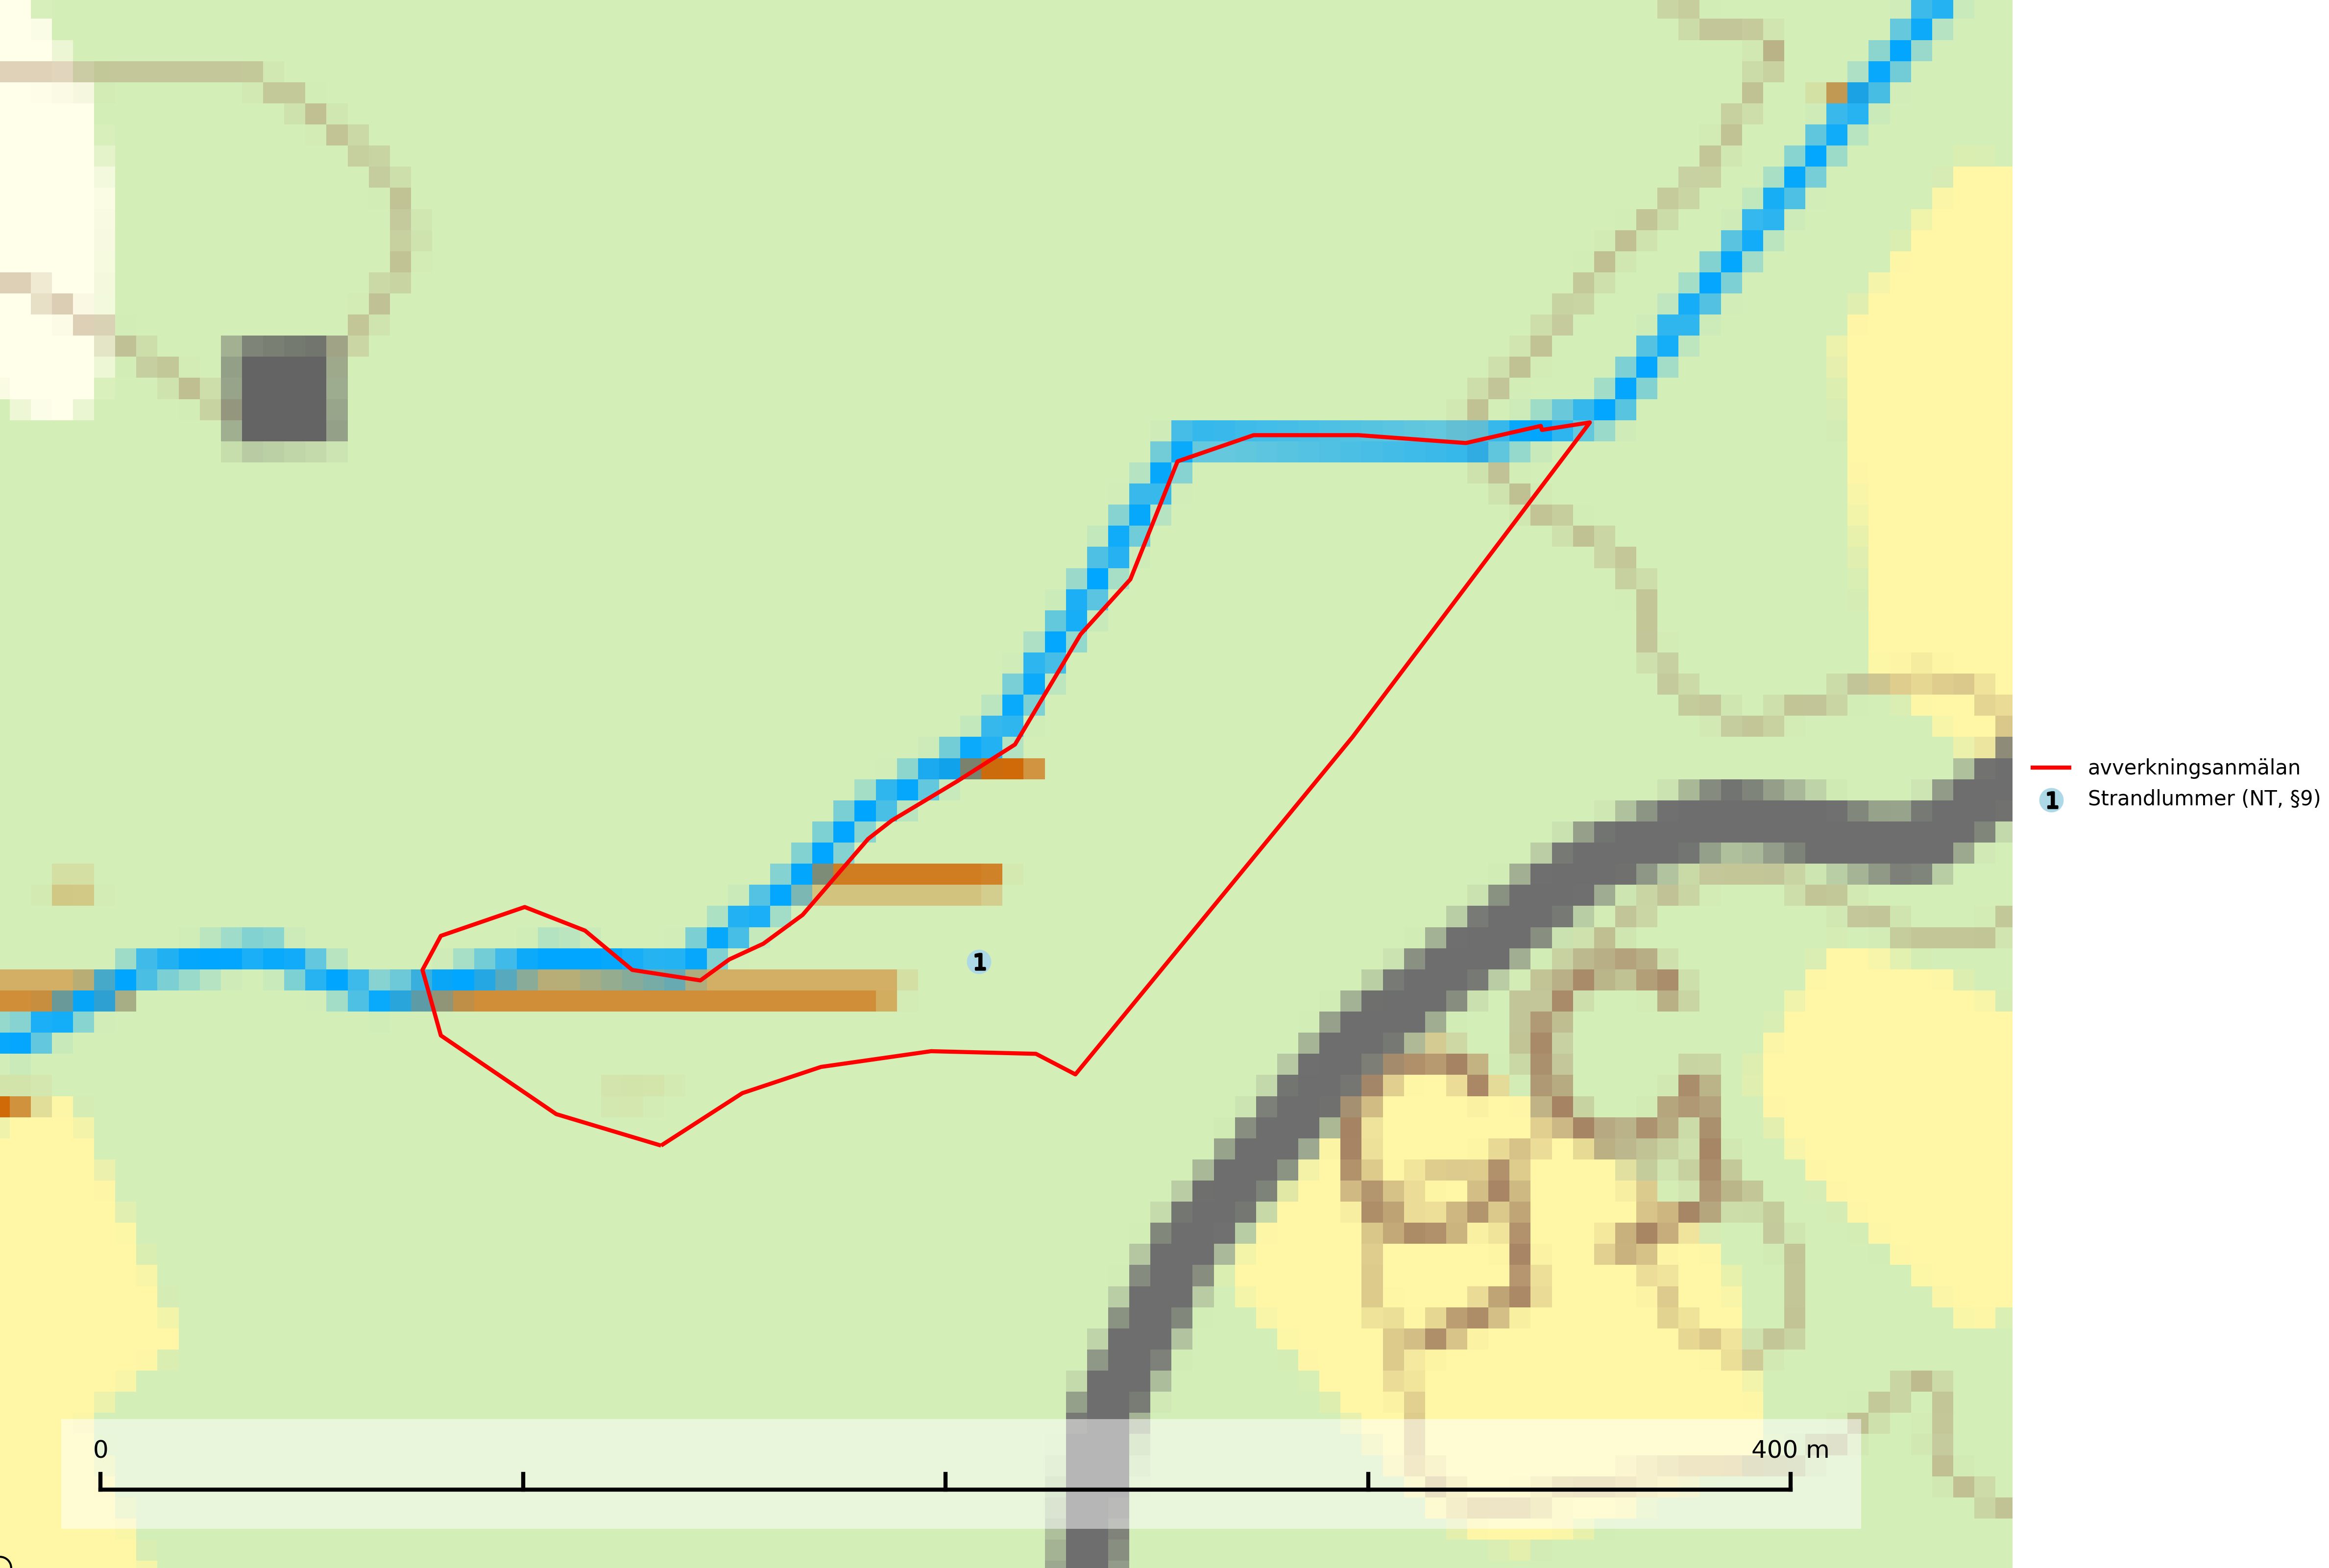 1
avverkningsanmälan
1 Strandlummer (NT, §9)
0 400 m